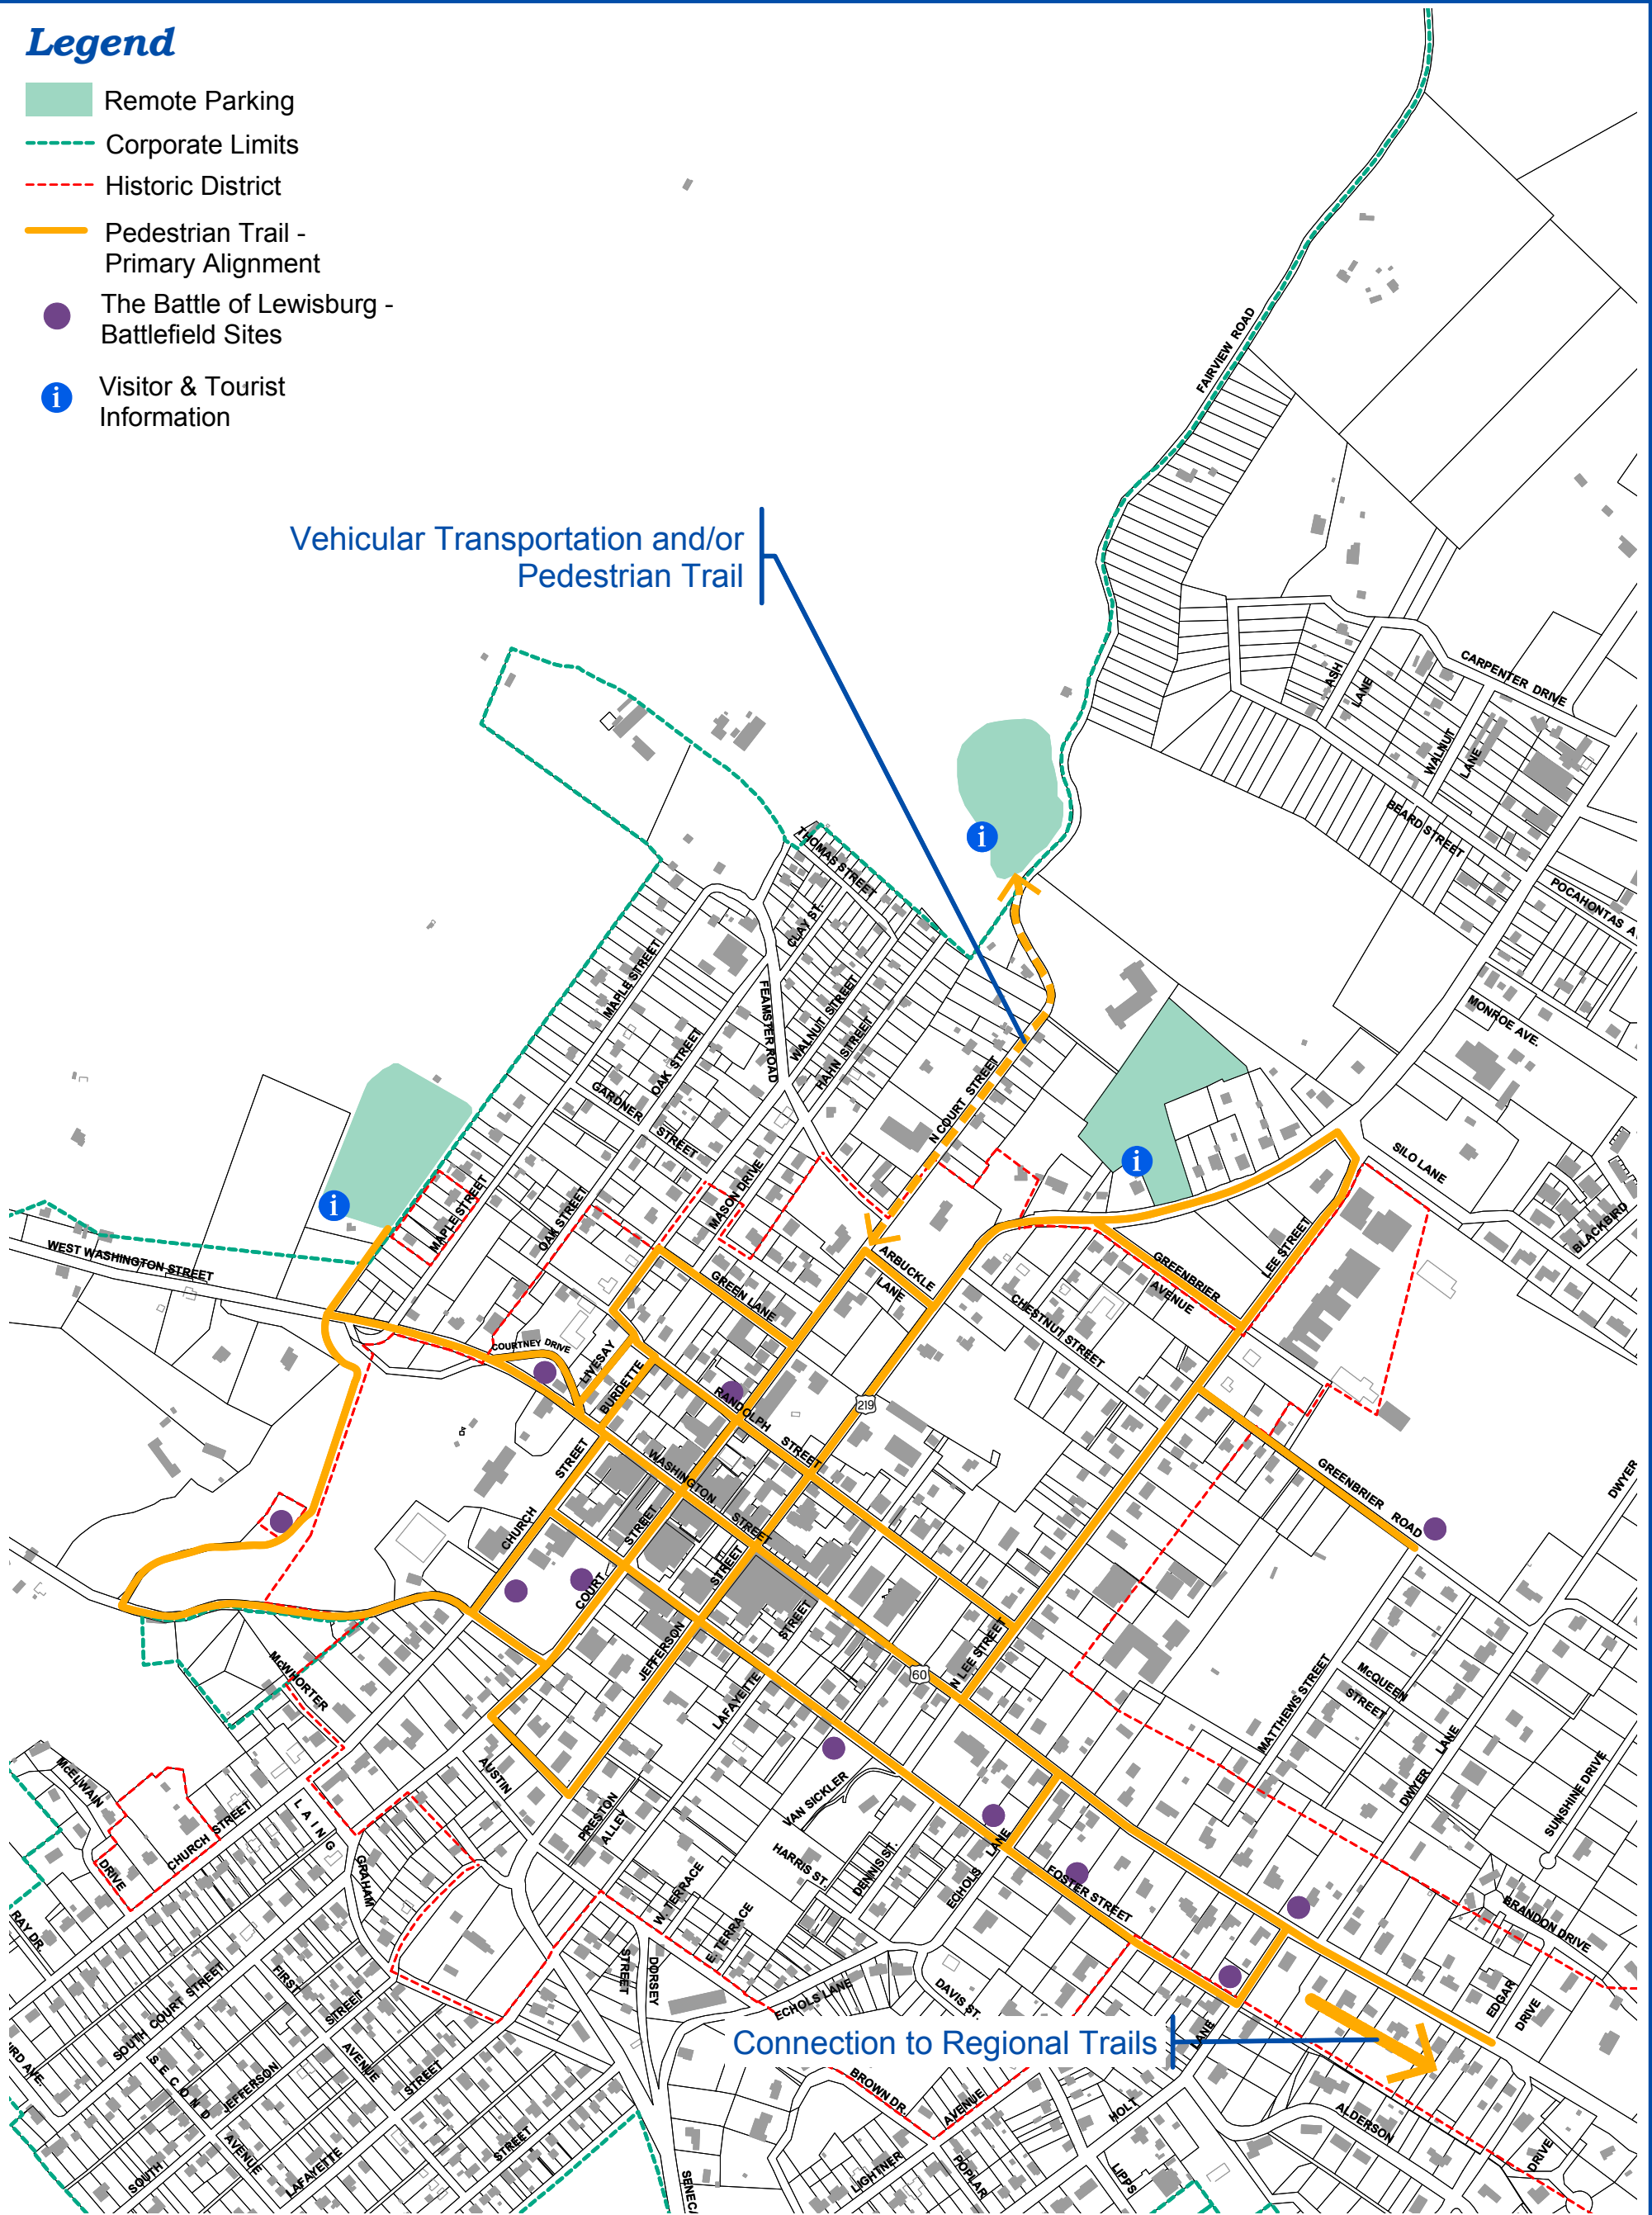 Legend
Remote Parking
Corporate Limits
Historic District
Pedestrian Trail -
Primary Alignment
The Battle of Lewisburg -
Battlefield Sites
i
Visitor & Tourist
Information
FAIRVIEW ROAD
Vehicular Transportation and/or
Pedestrian Trail
CARPENTER DRIVE
ASH
LANE
WALNUT
LANE
BEARD STREET
POCAHONTAS A
MONROE AVE.
i
THOMAS STREET
CLAY ST.
MAPLE STREET
FEAMSTER ROAD
WALNUT STREET
HAHN STREET
OAK STREET
GARDNER
STREET
N COURT STREET
i
SILO LANE
BLACKBIRD
i
MAPLE STREET
OAK STREET
MASON DRIVE
WEST WASHINGTON STREET
ARBUCKLE
LANE
GREEN LANE
GREENBRIER
AVENUE
LEE STREET
CHESTNUT STREET
COURTNEY DRIVE
LIVESAY
BURDETTE
RANDOLPH
STREET
219
WASHINGTON
STREET
CHURCH
STREET
COURT
STREET
JEFFERSON
STREET
LAFAYETTE
STREET
GREENBRIER
ROAD
DWYER
60
N LEE STREET
McWHORTER
MATTHEWS STREET
McQUEEN
STREET
DWYER
LANE
SUNSHINE DRIVE
McELWAIN
DRIVE
CHURCH STREET
LAING
GRAHAM
AUSTIN
PRESTON
ALLEY
VAN SICKLER
HARRIS ST.
DENNIS ST.
ECHOLS
LANE
FOSTER STREET
BRANDON DRIVE
W. TERRACE
E. TERRACE
RAY DR.
SOUTH COURT STREET
FIRST
STREET
AVENUE
STREET
DORSEY
STREET
ECHOLS LANE
DAVIS ST.
EDRAR
DRIVE
Connection to Regional Trails
LANE
IRD AVE.
SECOND
AVENUE
JEFFERSON
SOUTH
LAFAYETTE
STREET
BROWN DR.
AVENUE
HOLT
ALDERSON
DRIVE
LIGHTNER
POPLAR
LIPPS
SENECA